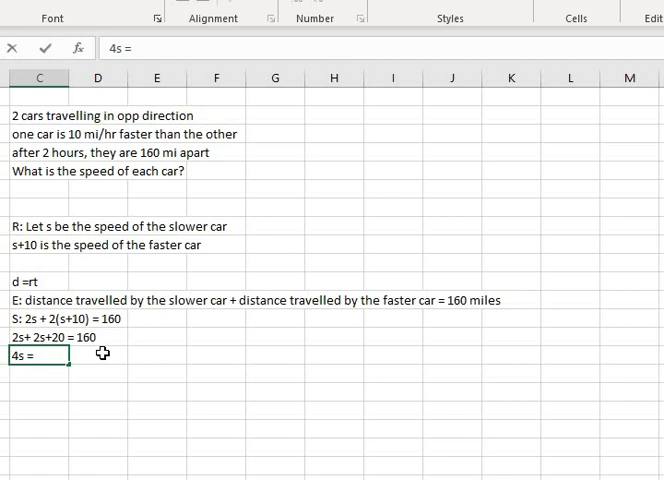 Font Alignment Number Styles Cells Edit
fx 4s =
C D E F G H I J K L M
2 cars travelling in opp direction
one car is 10 mi/hr faster than the other
after 2 hours, they are 160 mi apart
What is the speed of each car?
R: Let s be the speed of the slower car
s+10 is the speed of the faster car
d =rt
E: distance travelled by the slower car + distance travelled by the faster car = 160 miles
S: 2s + 2(s+10) = 160
2s+ 2s+20 = 160
4s =